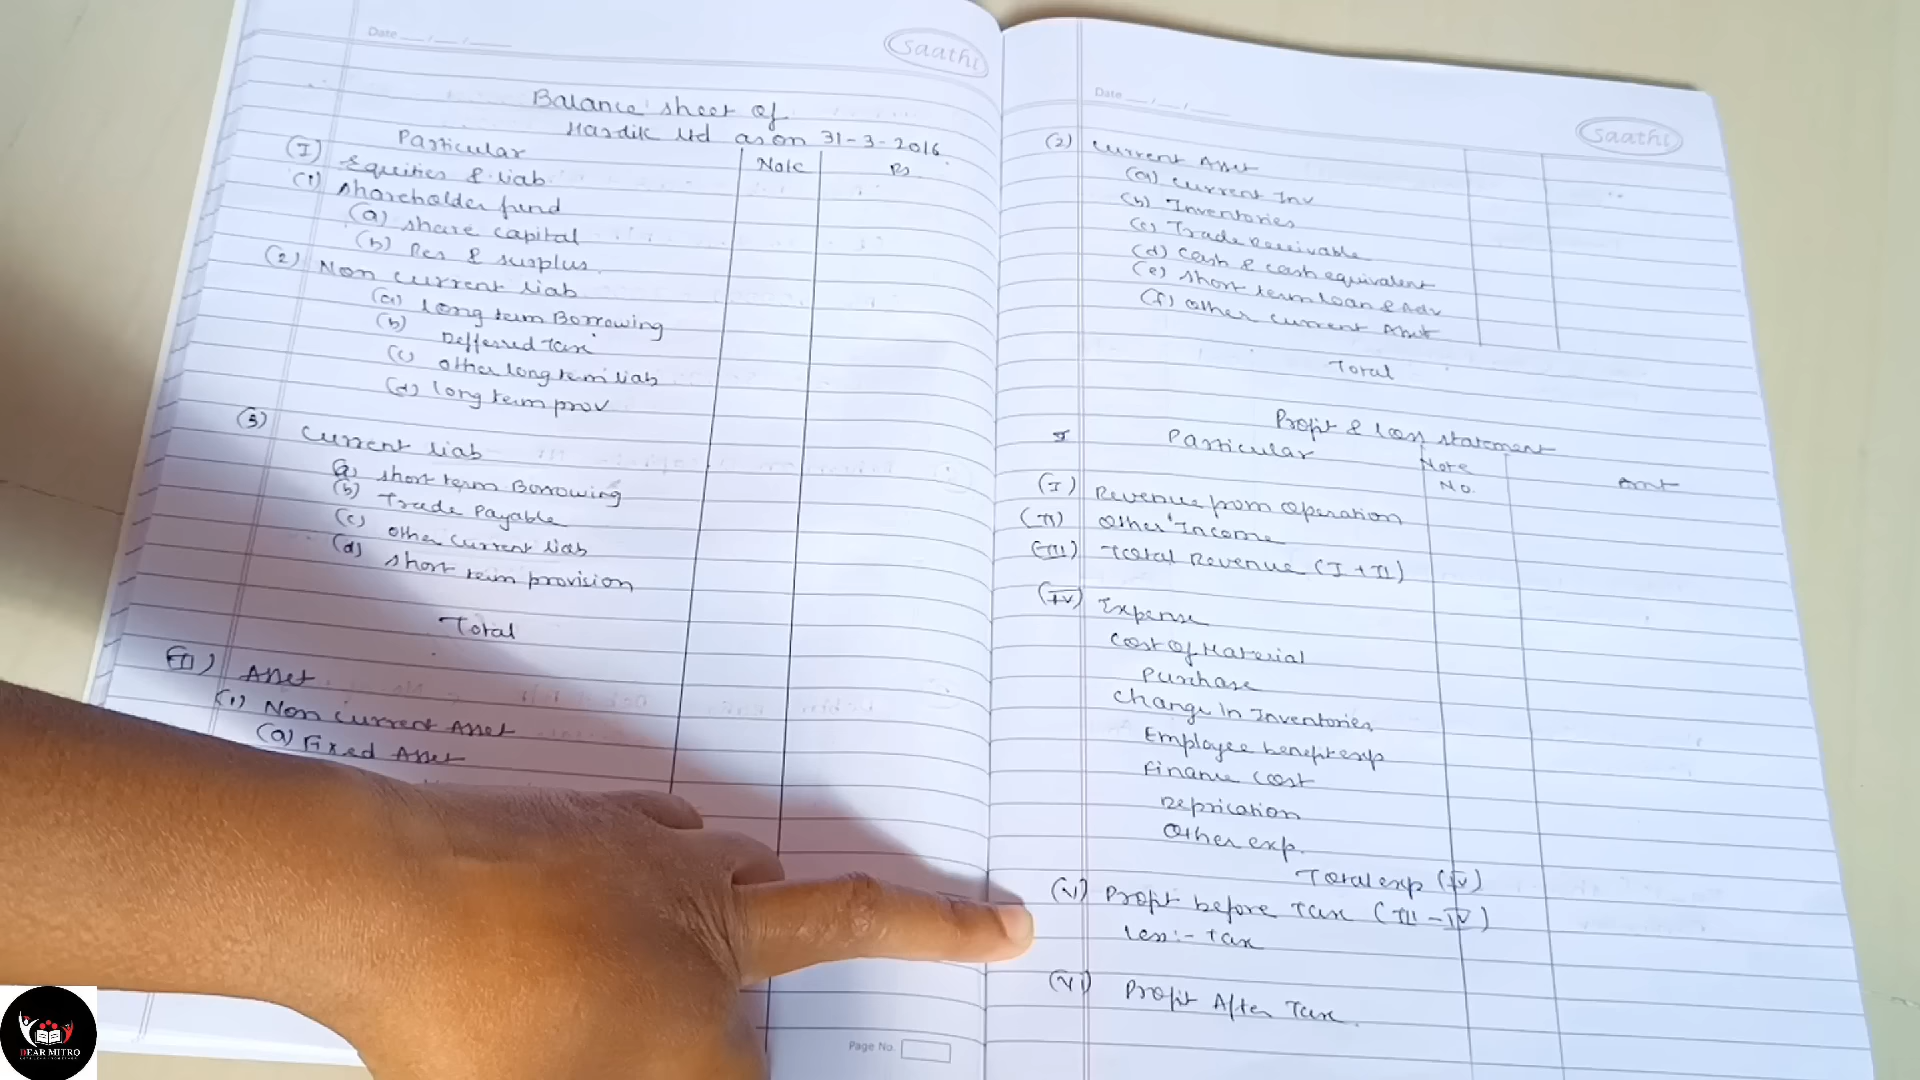 Date
saathi
Balance sheet of
Hardik Ltd as on 31-3-2016.
Particular
Note
Rs
(I) Equities & liab.
(1) Shareholder fund
(a) share capital
(b) Res & surplus.
(2) Non current liab
(a) long term Borrowing
(b) Defferred Tax
(c) other long term liab
(d) long term prov
(3) Current liab
(a) short term Borrowing
(b) Trade Payable
(c) other current liab
(d) short term provision
Total
(II) Asset
(1) Non current Asset
(a) Fixed Asset
Page No.
Date
saathi
(2) Current Asset
(a) current Inv
(b) Inventories
(c) Trade Receivable
(d) cash & cash equivalent
(e) short term loan & Adv
(f) other current Asset
Total
Profit & loss statement
Particular
Note No.
Amt
(I) Revenue from operation
(II) Other Income
(III) Total Revenue (I + II)
(IV) Expense
Cost Of Material
Purchase
Change In Inventories
Employee benefit exp
Finance cost
Deprication
Other exp.
Total exp (IV)
(V) Profit before Tax (III - IV)
less:- Tax
(VI) Profit After Tax.
DEAR MITRO